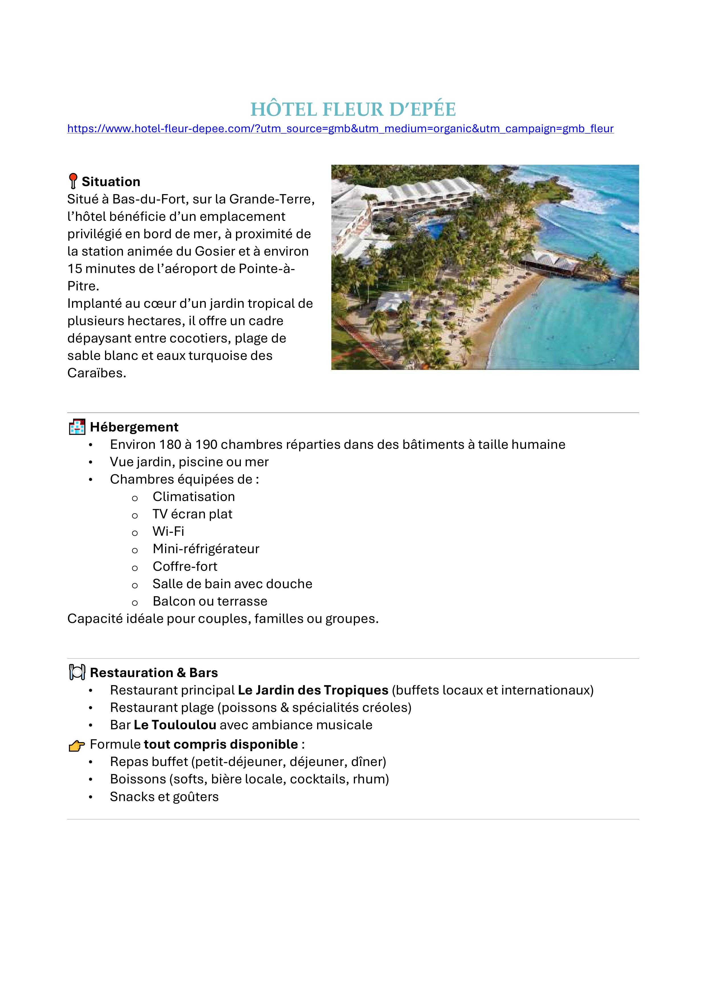 HÔTEL FLEUR D’EPÉE
https://www.hotel-fleur-depee.com/?utm_source=gmb&utm_medium=organic&utm_campaign=gmb_fleur
📍 Situation
Situé à Bas-du-Fort, sur la Grande-Terre,
l’hôtel bénéficie d’un emplacement
privilégié en bord de mer, à proximité de
la station animée du Gosier et à environ
15 minutes de l’aéroport de Pointe-à-
Pitre.
Implanté au cœur d’un jardin tropical de
plusieurs hectares, il offre un cadre
dépaysant entre cocotiers, plage de
sable blanc et eaux turquoise des
Caraïbes.
🏨 Hébergement
• Environ 180 à 190 chambres réparties dans des bâtiments à taille humaine
• Vue jardin, piscine ou mer
• Chambres équipées de :
o Climatisation
o TV écran plat
o Wi-Fi
o Mini-réfrigérateur
o Coffre-fort
o Salle de bain avec douche
o Balcon ou terrasse
Capacité idéale pour couples, familles ou groupes.
🍽 Restauration & Bars
• Restaurant principal Le Jardin des Tropiques (buffets locaux et internationaux)
• Restaurant plage (poissons & spécialités créoles)
• Bar Le Touloulou avec ambiance musicale
👉 Formule tout compris disponible :
• Repas buffet (petit-déjeuner, déjeuner, dîner)
• Boissons (softs, bière locale, cocktails, rhum)
• Snacks et goûters